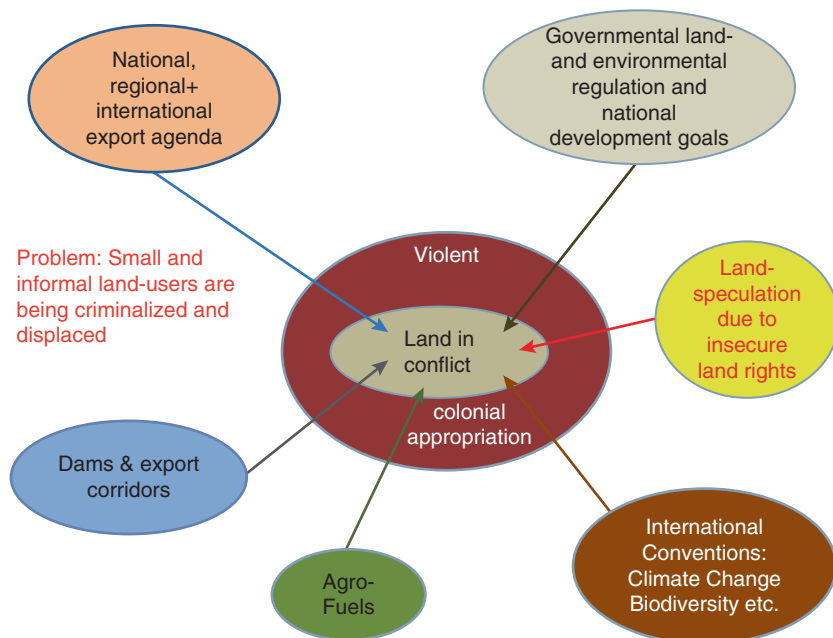 National,
regional+
international
export agenda
Governmental land-
and environmental
regulation and
national
development goals
Problem: Small and
informal land-users are
being criminalized and
displaced
Violent
Land in
conflict
colonial
appropriation
Land-
speculation
due to
insecure
land rights
Dams & export
corridors
Agro-
Fuels
International
Conventions:
Climate Change
Biodiversity etc.